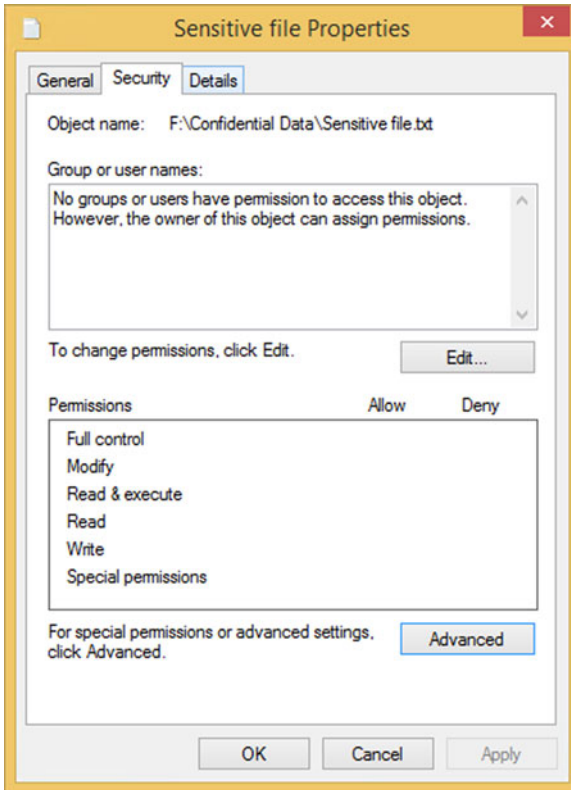 Sensitive file Properties
General Security Details
Object name: F:\Confidential Data\Sensitive file.txt
Group or user names:
No groups or users have permission to access this object.
However, the owner of this object can assign permissions.
To change permissions, click Edit.
Edit...
Permissions Allow Deny
Full control
Modify
Read & execute
Read
Write
Special permissions
For special permissions or advanced settings,
click Advanced.
Advanced
OK Cancel Apply